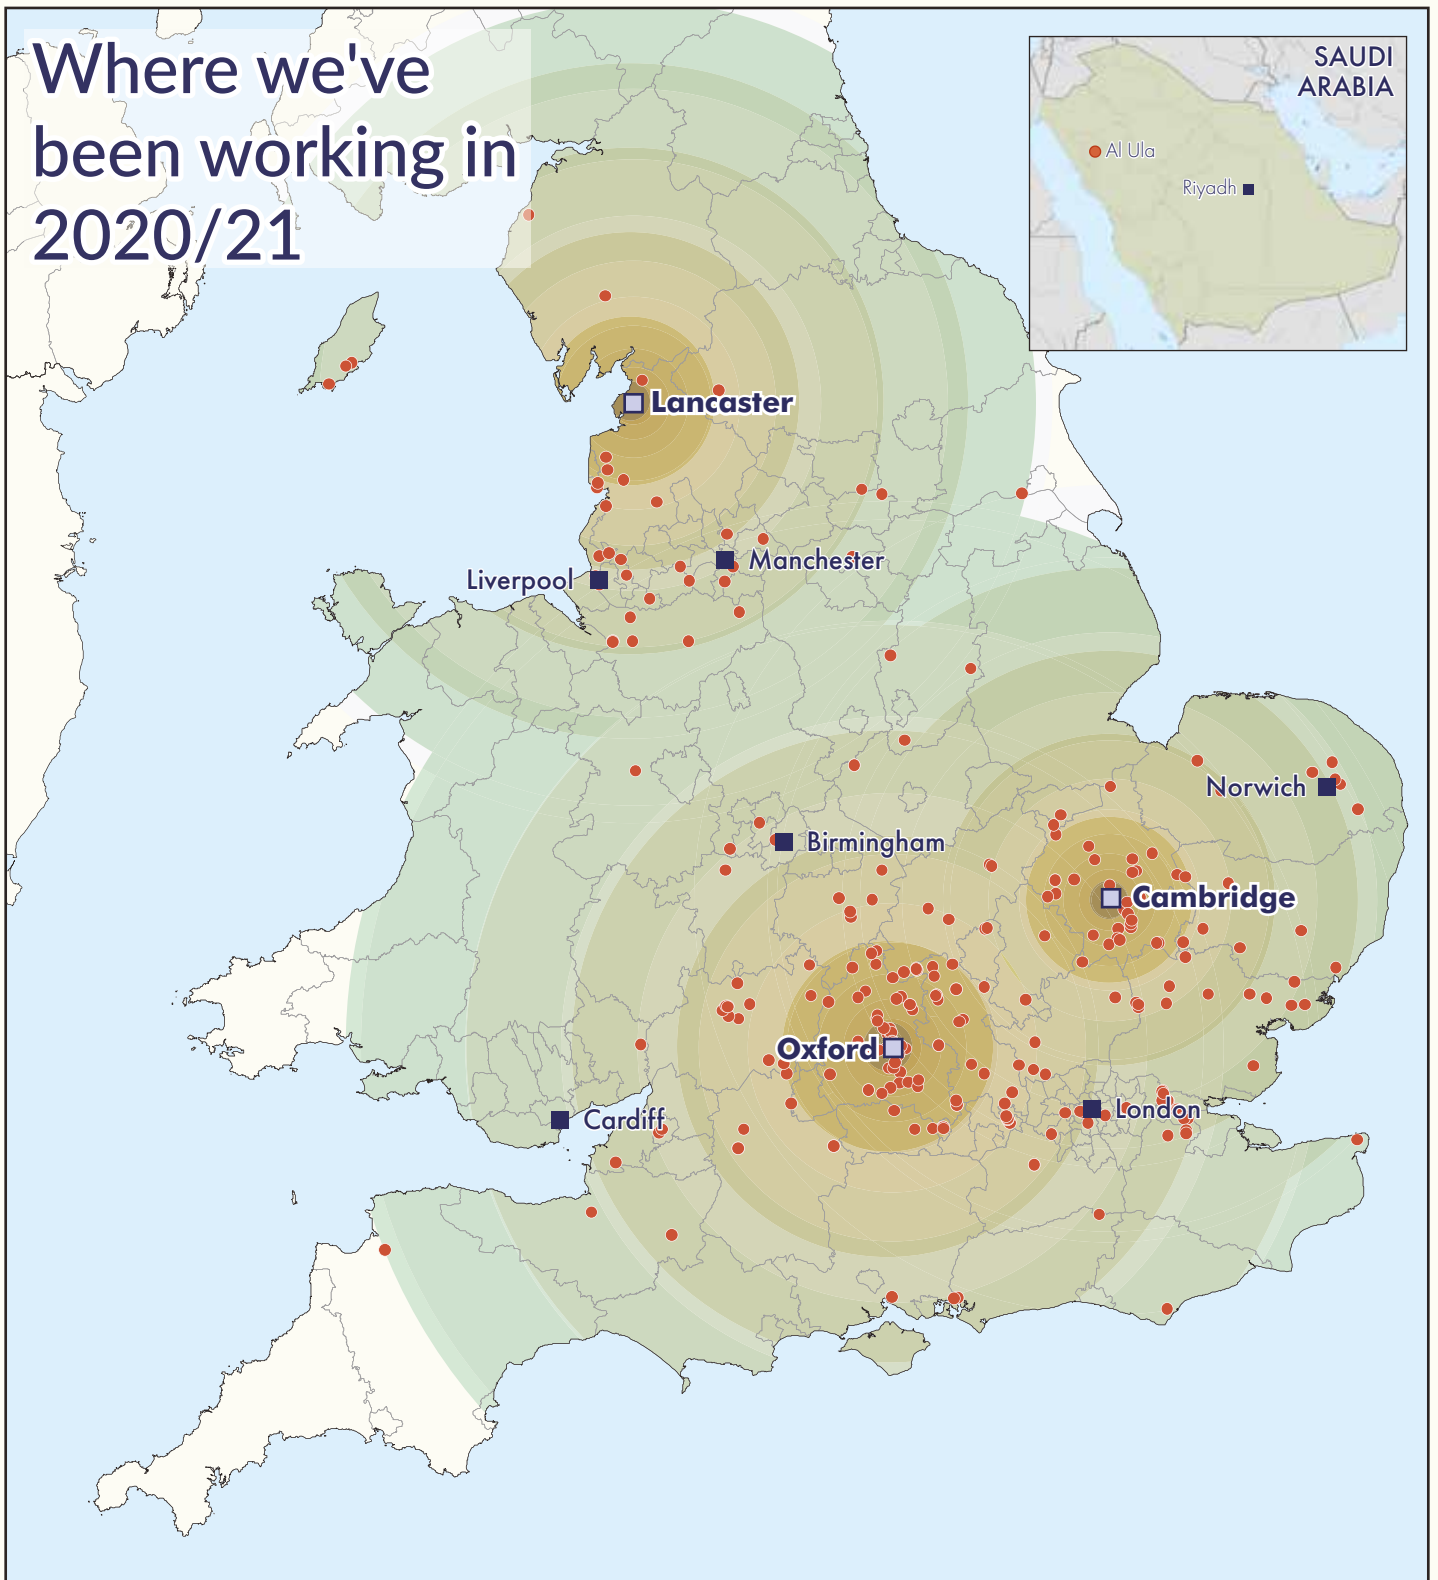 Where we've
been working in
2020/21
SAUDI
ARABIA
Al Ula
Riyadh
Lancaster
Manchester
Liverpool
Norwich
Birmingham
Cambridge
Oxford
London
Cardiff